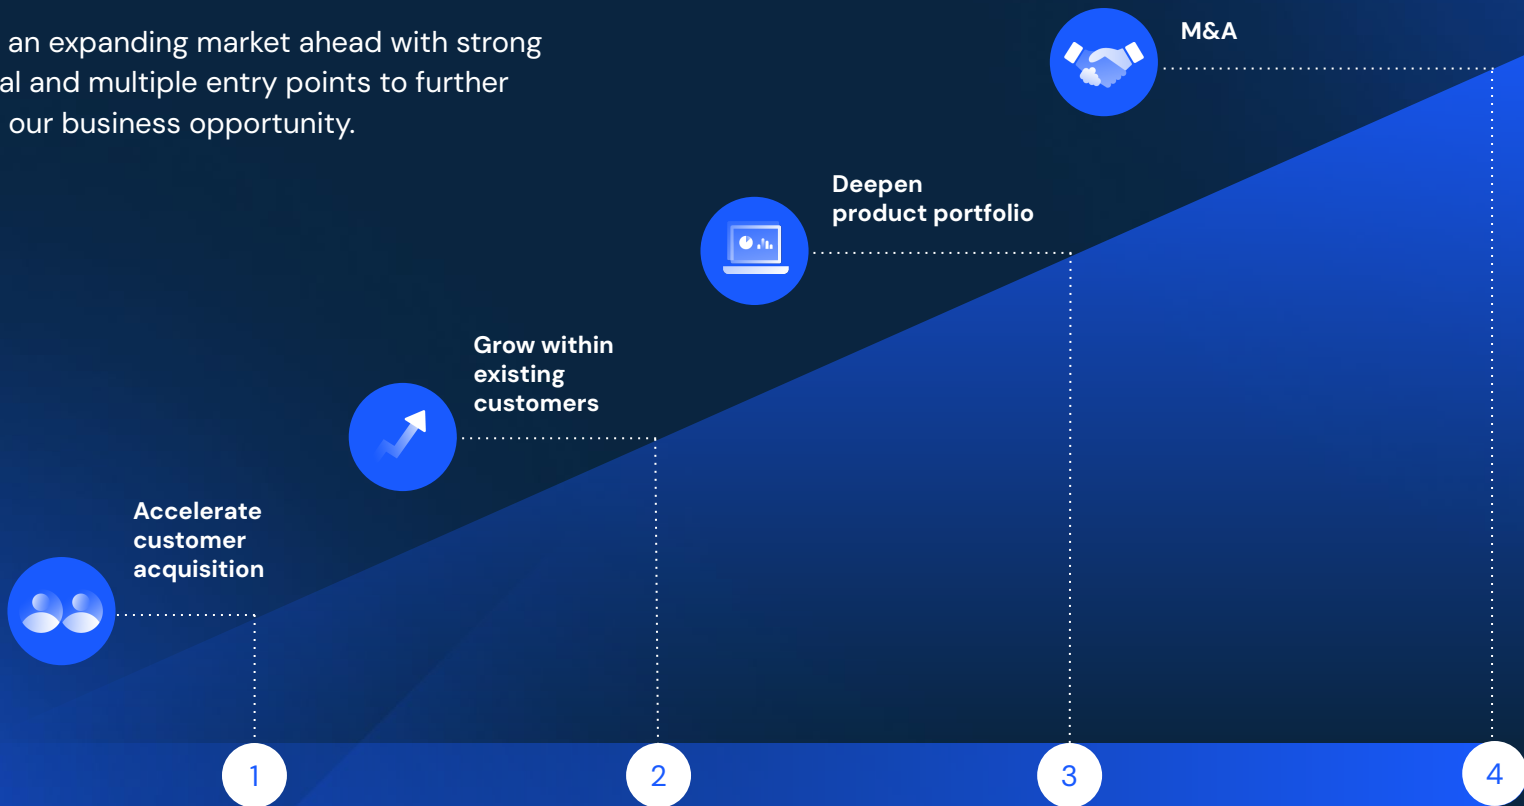 an expanding market ahead with strong
and multiple entry points to further
our business opportunity.
M&A
Deepen
product portfolio
Grow within
existing
customers
Accelerate
customer
acquisition
1
2
3
4